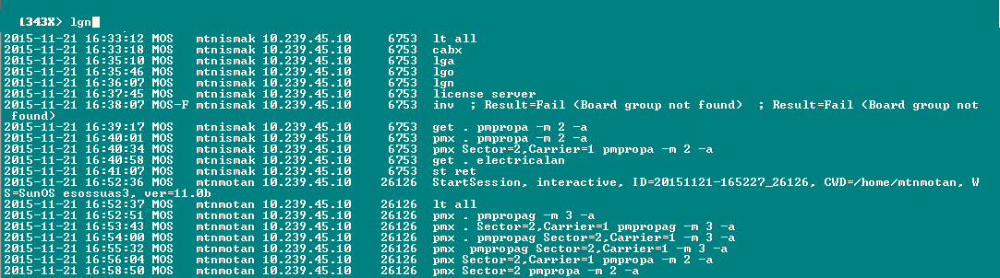 L343X> lgn
2015-11-21 16:33:12 MOS mtnismak 10.239.45.10 6753 lt all
2015-11-21 16:33:18 MOS mtnismak 10.239.45.10 6753 cabx
2015-11-21 16:35:10 MOS mtnismak 10.239.45.10 6753 lga
2015-11-21 16:35:46 MOS mtnismak 10.239.45.10 6753 lgo
2015-11-21 16:36:07 MOS mtnismak 10.239.45.10 6753 lgn
2015-11-21 16:37:45 MOS mtnismak 10.239.45.10 6753 license server
2015-11-21 16:38:07 MOS-F mtnismak 10.239.45.10 6753 inv ; Result=Fail (Board group not found) ; Result=Fail (Board group not
found)
2015-11-21 16:39:17 MOS mtnismak 10.239.45.10 6753 get . pmpropa -m 2 -a
2015-11-21 16:40:01 MOS mtnismak 10.239.45.10 6753 pmx . pmpropa -m 2 -a
2015-11-21 16:40:34 MOS mtnismak 10.239.45.10 6753 pmx Sector=2,Carrier=1 pmpropa -m 2 -a
2015-11-21 16:40:58 MOS mtnismak 10.239.45.10 6753 get . electricalan
2015-11-21 16:41:07 MOS mtnismak 10.239.45.10 6753 st ret
2015-11-21 16:52:36 MOS mtnmotan 10.239.45.10 26126 StartSession, interactive, ID=20151121-165227_26126, CWD=/home/mtnmotan, W
S=SunOS esossuas3, ver=11.0b
2015-11-21 16:52:37 MOS mtnmotan 10.239.45.10 26126 lt all
2015-11-21 16:52:51 MOS mtnmotan 10.239.45.10 26126 pmx . pmpropag -m 3 -a
2015-11-21 16:53:43 MOS mtnmotan 10.239.45.10 26126 pmx . Sector=2,Carrier=1 pmpropag -m 3 -a
2015-11-21 16:54:00 MOS mtnmotan 10.239.45.10 26126 pmx . pmpropag Sector=2,Carrier=1 -m 3 -a
2015-11-21 16:55:32 MOS mtnmotan 10.239.45.10 26126 pmx pmpropag Sector=2,Carrier=1 -m 3 -a
2015-11-21 16:56:04 MOS mtnmotan 10.239.45.10 26126 pmx Sector=2,Carrier=1 pmpropa -m 2 -a
2015-11-21 16:58:50 MOS mtnmotan 10.239.45.10 26126 pmx Sector=2 pmpropa -m 2 -a